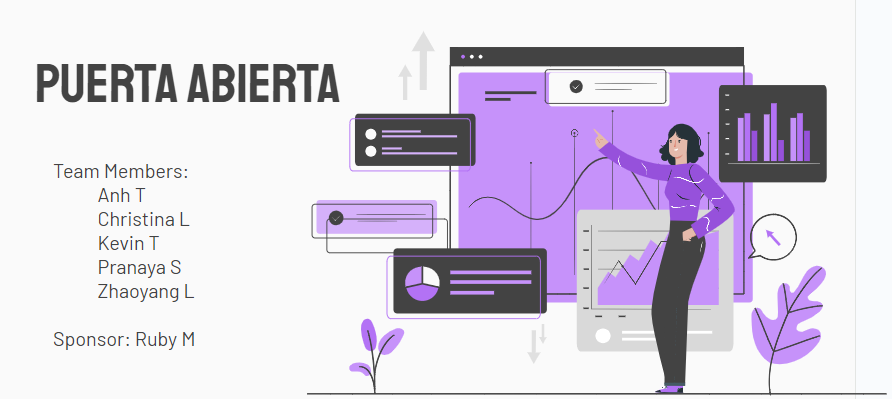 PUERTA ABIERTA
Team Members:
Anh T
Christina L
Kevin T
Pranaya S
Zhaoyang L
Sponsor: Ruby M